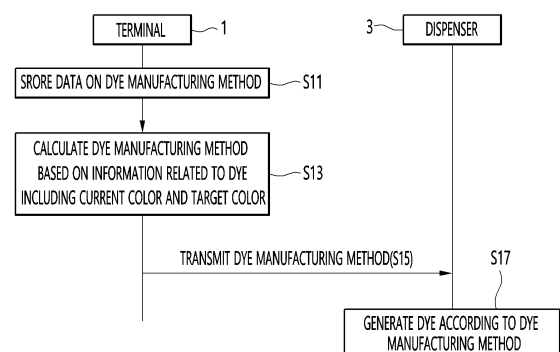 TERMINAL
1
3
DISPENSER
SRORE DATA ON DYE MANUFACTURING METHOD
S11
CALCULATE DYE MANUFACTURING METHOD
BASED ON INFORMATION RELATED TO DYE
INCLUDING CURRENT COLOR AND TARGET COLOR
S13
TRANSMIT DYE MANUFACTURING METHOD(S15)
S17
GENERATE DYE ACCORDING TO DYE
MANUFACTURING METHOD